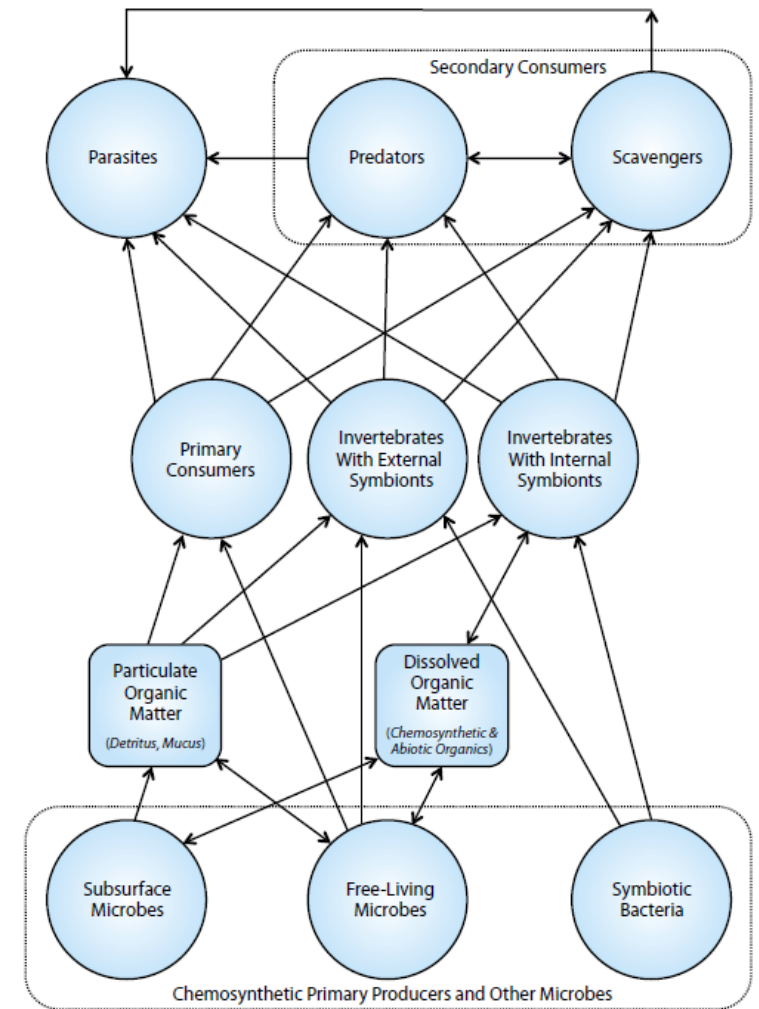 Secondary Consumers
Parasites
Predators
Scavengers
Primary
Consumers
Invertebrates
With External
Symbionts
Invertebrates
With Internal
Symbionts
Particulate
Organic
Matter
(Detritus, Mucus)
Dissolved
Organic
Matter
(Chemosynthetic &
Abiotic Organics)
Subsurface
Microbes
Free-Living
Microbes
Symbiotic
Bacteria
Chemosynthetic Primary Producers and Other Microbes